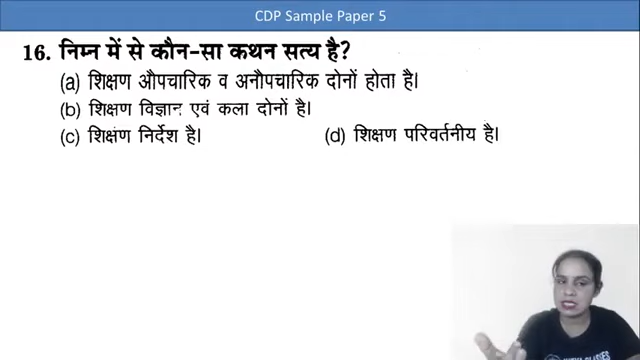 CDP Sample Paper 5
16. निम्न में से कौन-सा कथन सत्य है?
(a) शिक्षण औपचारिक व अनौपचारिक दोनों होता है।
(b) शिक्षण विज्ञान एवं कला दोनों है।
(c) शिक्षण निर्देश है। (d) शिक्षण परिवर्तनीय है।